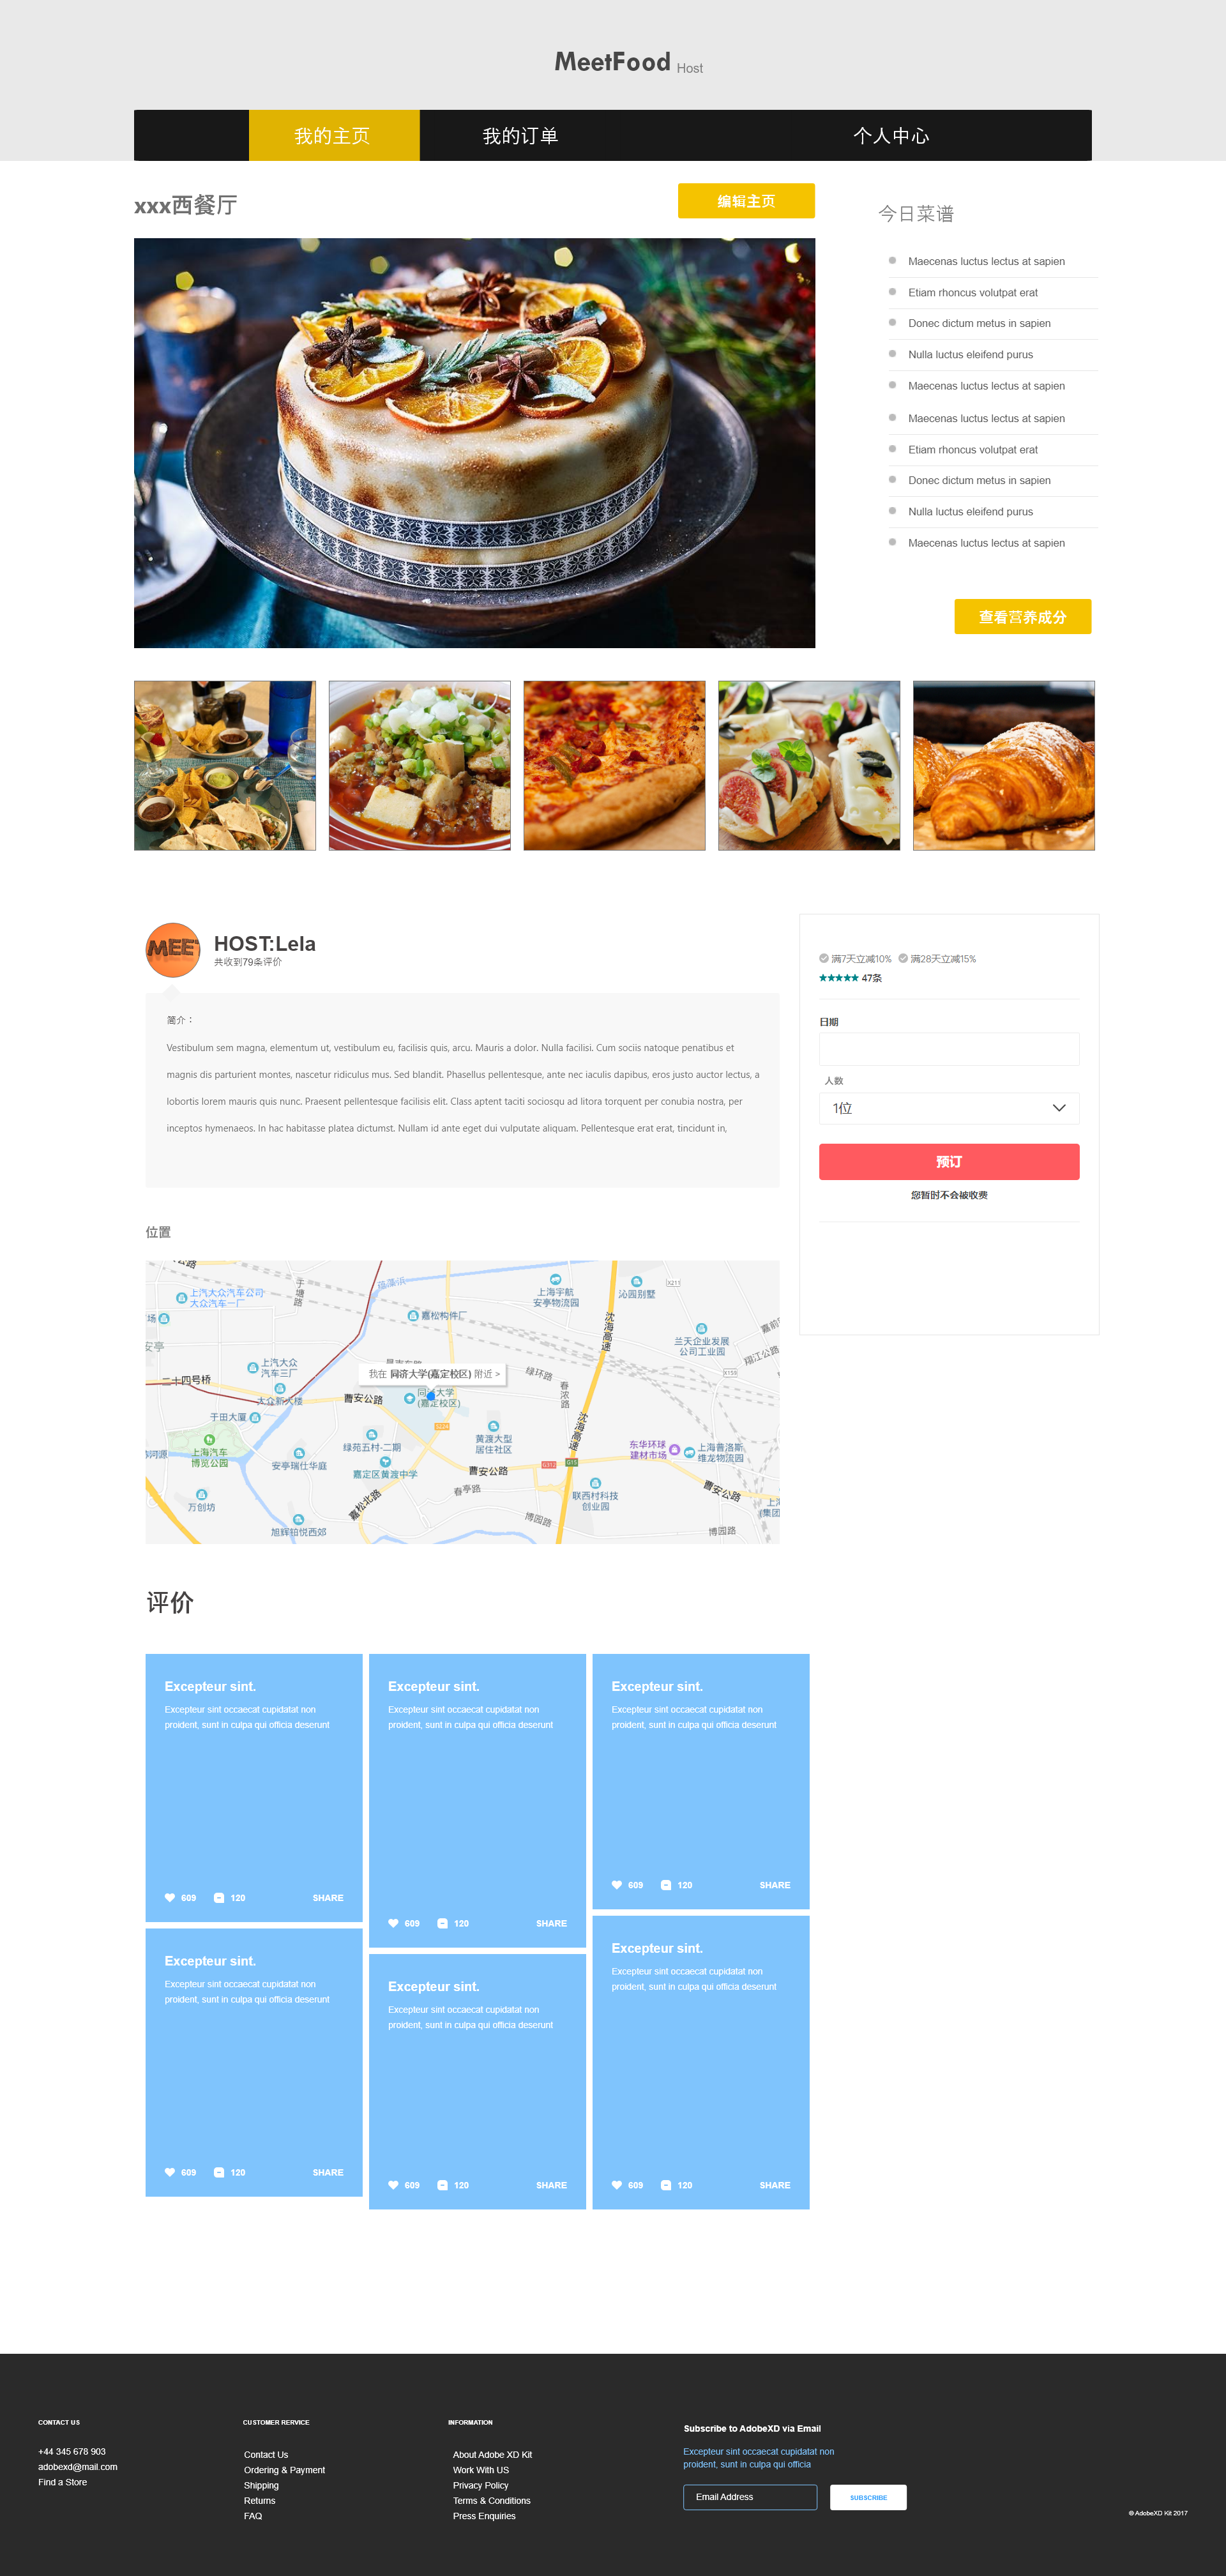 MeetFood Host
我的主页
我的订单
个人中心
xxx西餐厅
编辑主页
今日菜谱
Maecenas luctus lectus at sapien
Etiam rhoncus volutpat erat
Donec dictum metus in sapien
Nulla luctus eleifend purus
Maecenas luctus lectus at sapien
Maecenas luctus lectus at sapien
Etiam rhoncus volutpat erat
Donec dictum metus in sapien
Nulla luctus eleifend purus
Maecenas luctus lectus at sapien
查看营养成分
MEET
HOST:Lela
共收到79条评价
简介：
Vestibulum sem magna, elementum ut, vestibulum eu, facilisis quis, arcu. Mauris a dolor. Nulla facilisi. Cum sociis natoque penatibus et
magnis dis parturient montes, nascetur ridiculus mus. Sed blandit. Phasellus pellentesque, ante nec iaculis dapibus, eros justo auctor lectus, a
lobortis lorem mauris quis nunc. Praesent pellentesque facilisis elit. Class aptent taciti sociosqu ad litora torquent per conubia nostra, per
inceptos hymenaeos. In hac habitasse platea dictumst. Nullam id ante eget dui vulputate aliquam. Pellentesque erat erat, tincidunt in,
满7天立减10% 满28天立减15%
47条
日期
人数
1位
预订
您暂时不会被收费
位置
上汽大众汽车公司
大众汽车一厂
于塘路
蕴藻浜
上海宇航
安亭物流园
沁园别墅
X211
场
嘉松构件厂
沈海高速
兰天企业发展
公司工业园
嘉前
翔江公路
安亭
上汽大众
汽车三厂
我在 同济大学(嘉定校区) 附近 >
绿环路
X159
二十四号桥
大众新大楼
曹安公路
(嘉定校区)
春浓路
于田大厦
上海汽车
博览公园
绿苑五村-二期
黄渡大型
居住社区
沈海高速
东华环球
建材市场
上海普洛斯
维龙物流园
安亭瑞仕华庭
嘉定区黄渡中学
曹安公路
G312
G15
万创坊
嘉松北路
春亭路
联西村科技
创业园
曹安公路
旭辉铂悦西郊
博园路
博园路
评价
Excepteur sint.
Excepteur sint occaecat cupidatat non
proident, sunt in culpa qui officia deserunt
609 120 SHARE
Excepteur sint.
Excepteur sint occaecat cupidatat non
proident, sunt in culpa qui officia deserunt
609 120 SHARE
Excepteur sint.
Excepteur sint occaecat cupidatat non
proident, sunt in culpa qui officia deserunt
609 120 SHARE
Excepteur sint.
Excepteur sint occaecat cupidatat non
proident, sunt in culpa qui officia deserunt
609 120 SHARE
Excepteur sint.
Excepteur sint occaecat cupidatat non
proident, sunt in culpa qui officia deserunt
609 120 SHARE
Excepteur sint.
Excepteur sint occaecat cupidatat non
proident, sunt in culpa qui officia deserunt
609 120 SHARE
CONTACT US
+44 345 678 903
adobexd@mail.com
Find a Store
CUSTOMER RERVICE
Contact Us
Ordering & Payment
Shipping
Returns
FAQ
INFORMATION
About Adobe XD Kit
Work With US
Privacy Policy
Terms & Conditions
Press Enquiries
Subscribe to AdobeXD via Email
Excepteur sint occaecat cupidatat non
proident, sunt in culpa qui officia
Email Address
SUBSCRIBE
© AdobeXD Kit 2017